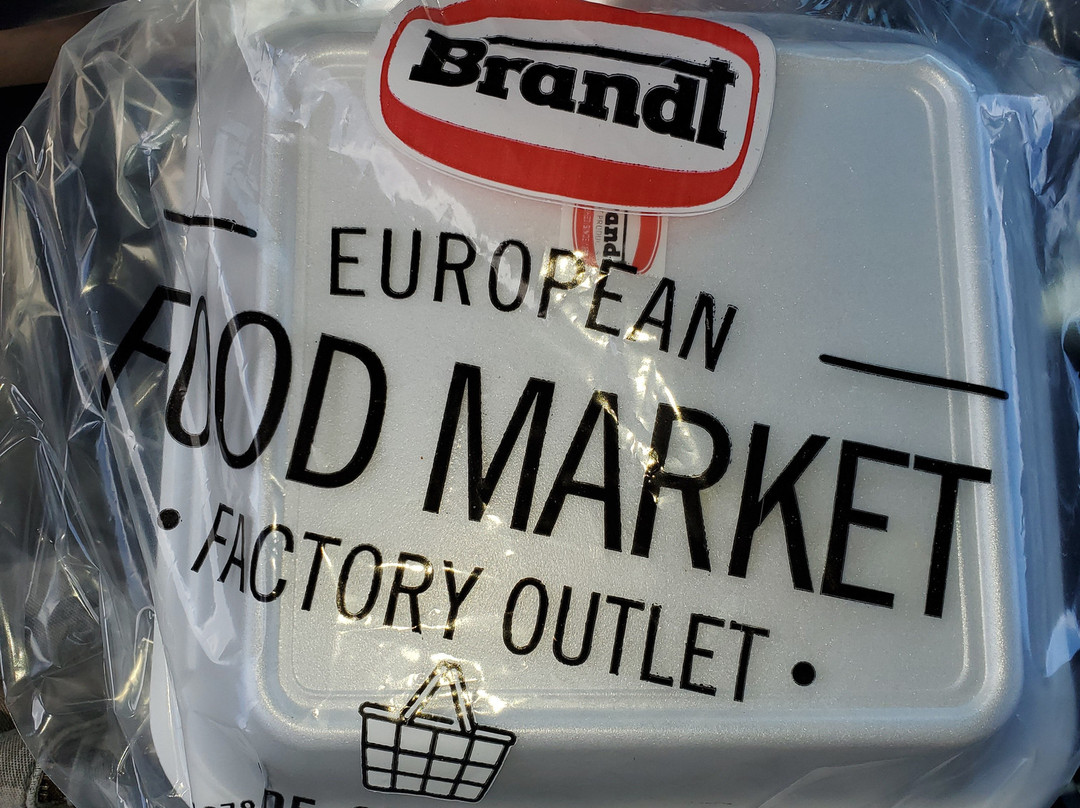 Brandt
EUROPEAN
FOOD MARKET
• FACTORY OUTLET •